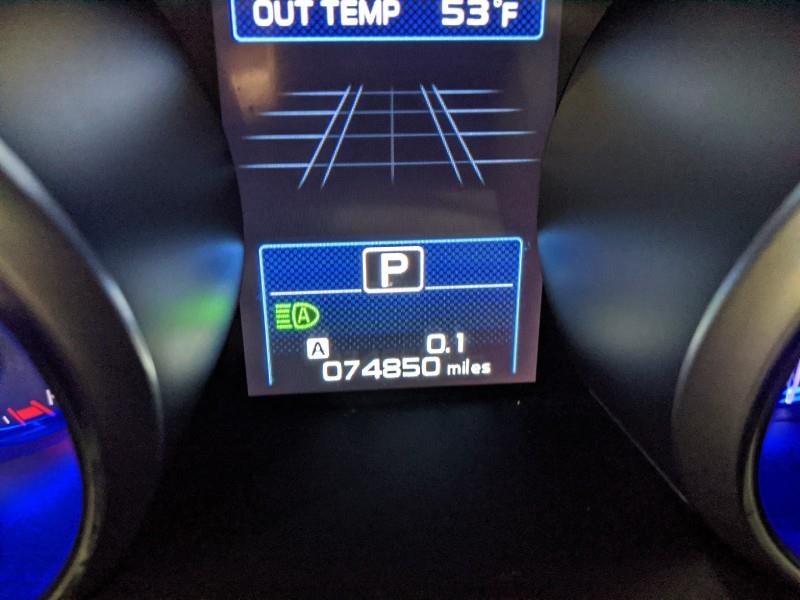 OUT TEMP 53°F
P
A
A 0.1
074850 miles